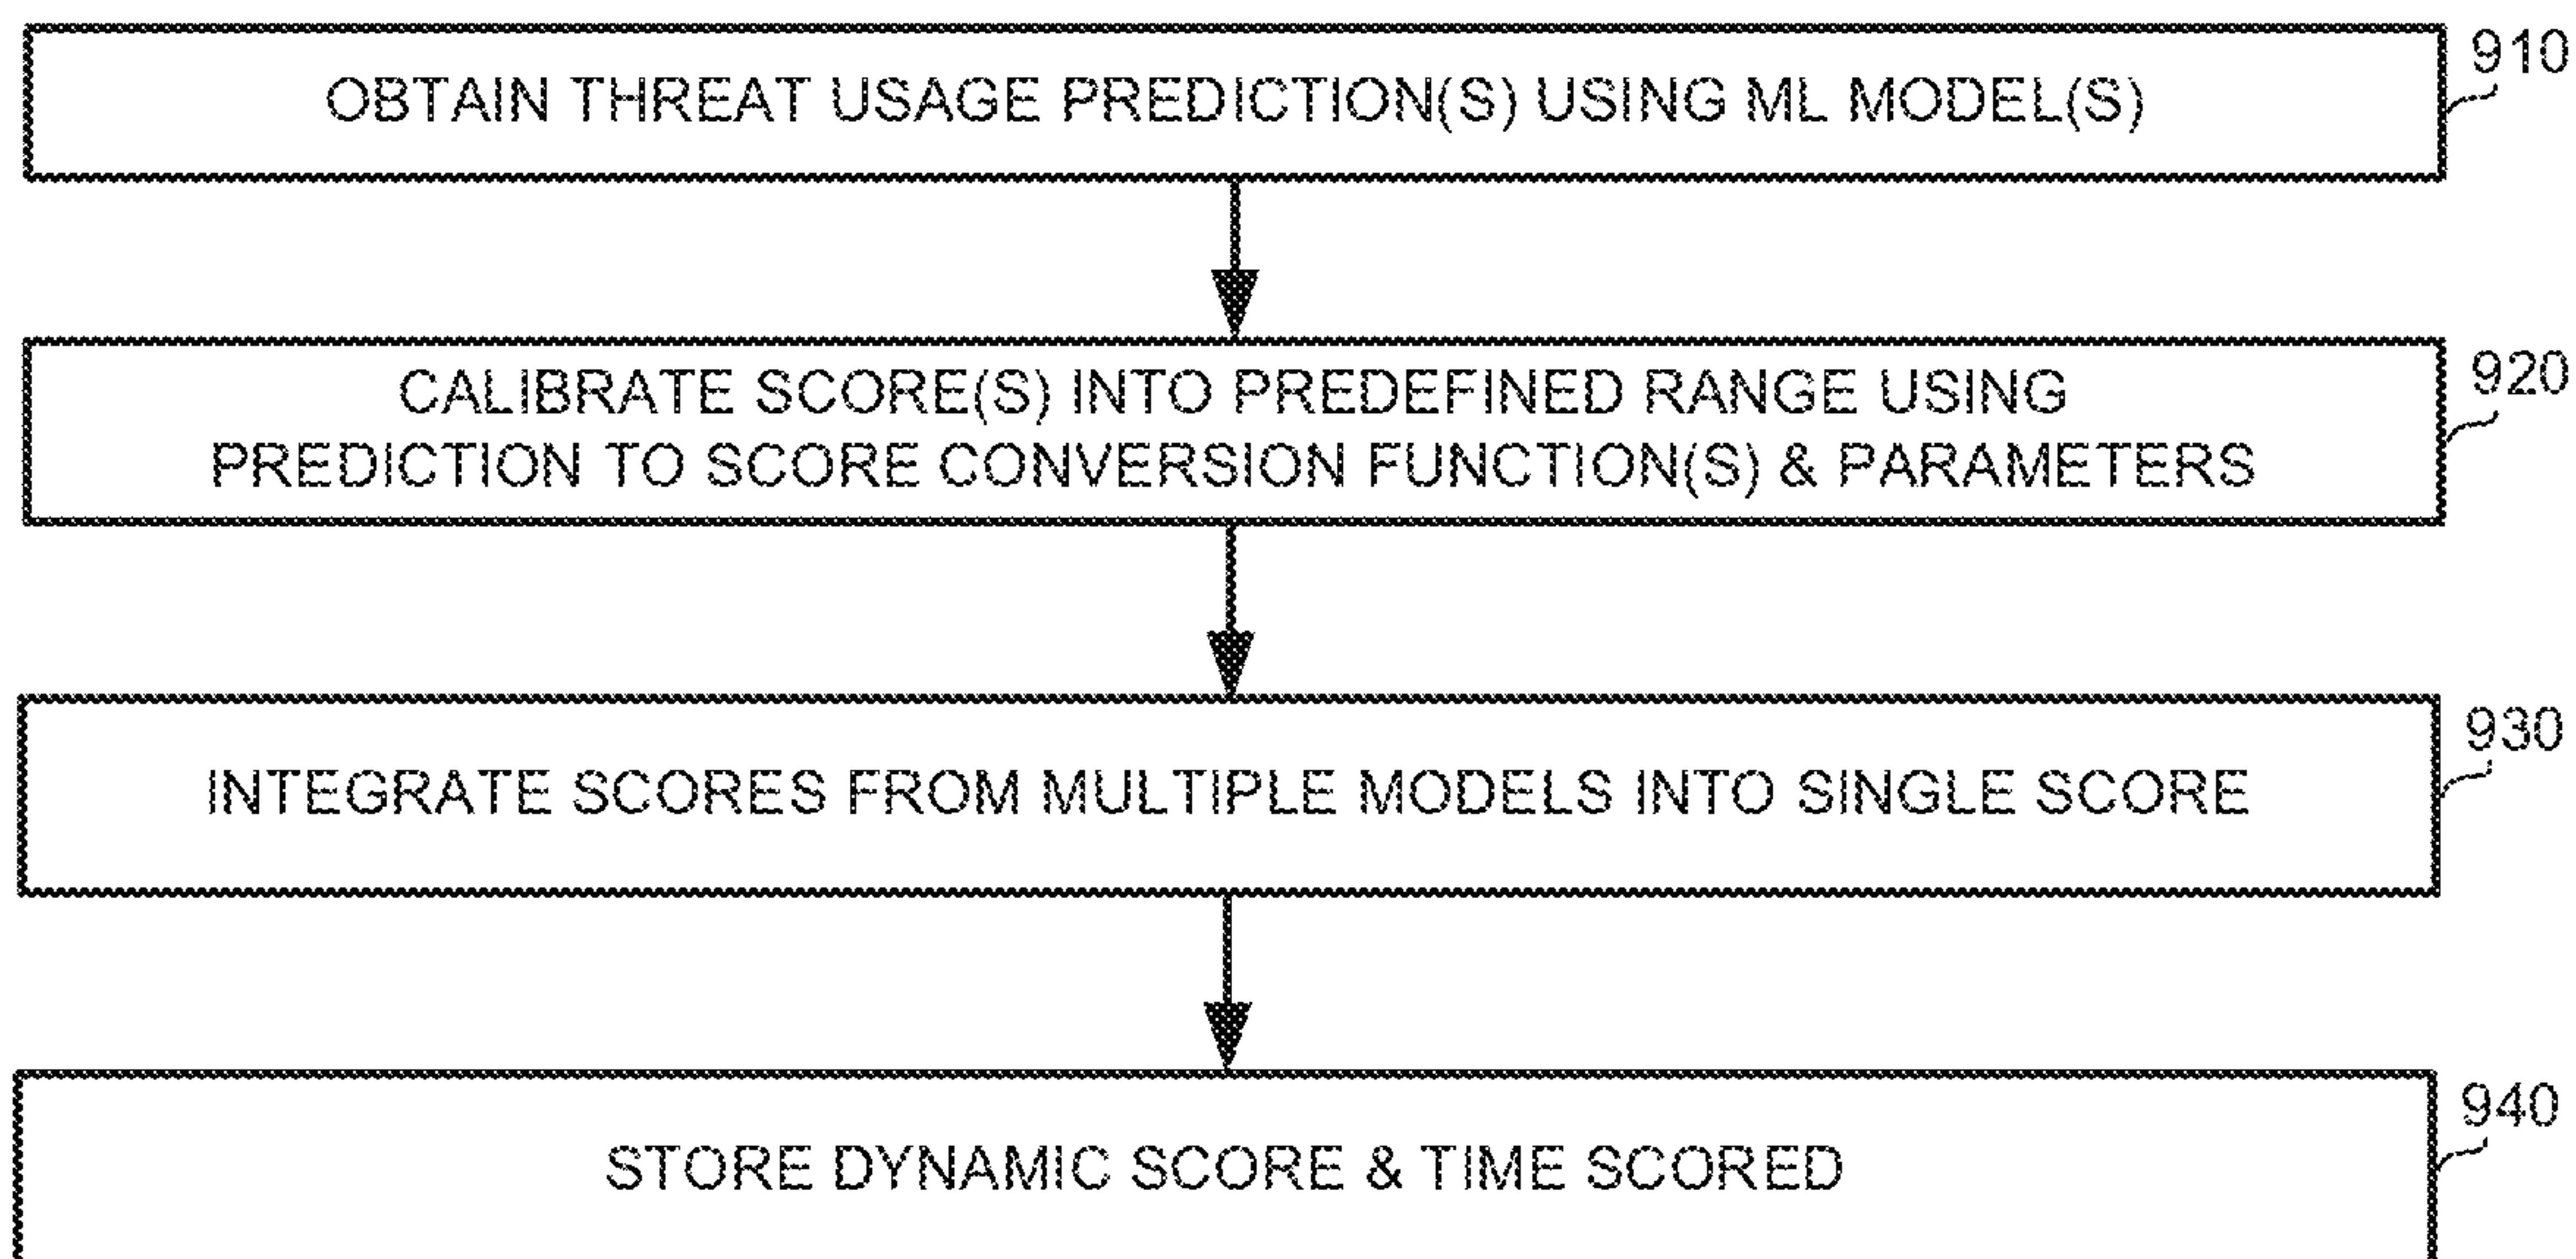 910
OBTAIN THREAT USAGE PREDICTION(S) USING ML MODEL(S)
920
CALIBRATE SCORE(S) INTO PREDEFINED RANGE USING
PREDICTION TO SCORE CONVERSION FUNCTION(S) & PARAMETERS
930
INTEGRATE SCORES FROM MULTIPLE MODELS INTO SINGLE SCORE
940
STORE DYNAMIC SCORE & TIME SCORED